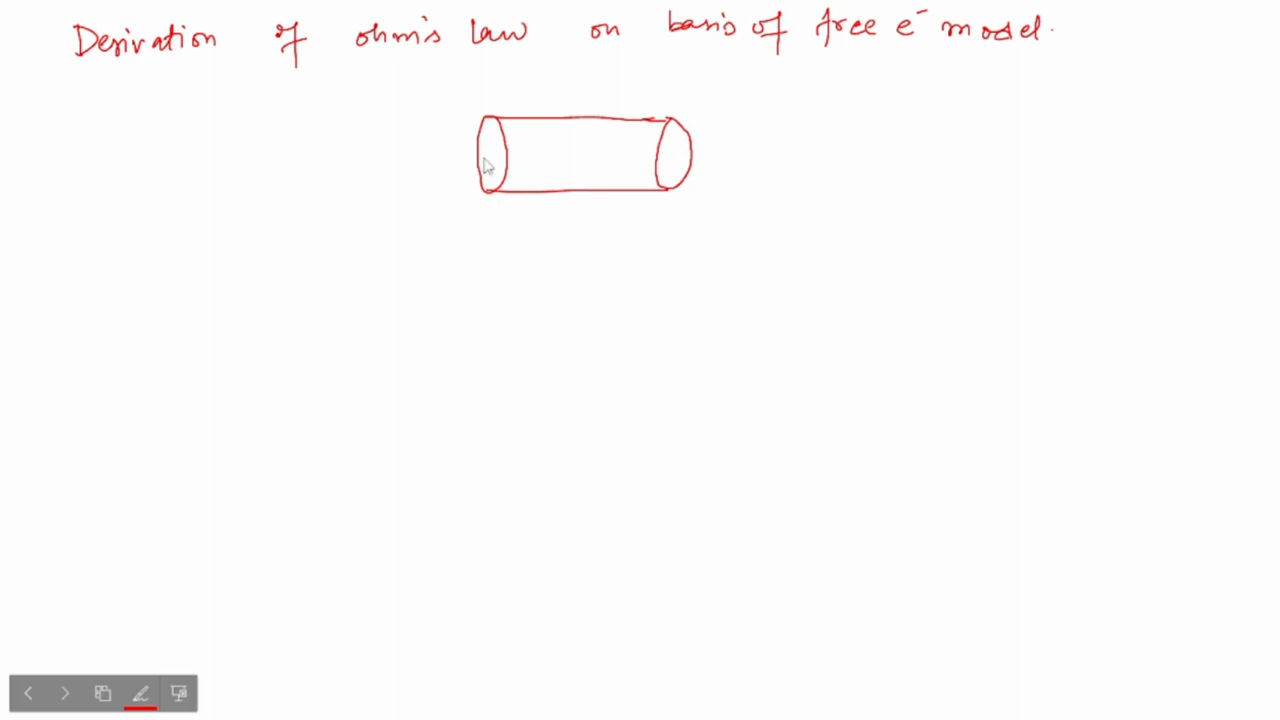 Derivation of ohm's law on basis of free e⁻ model.